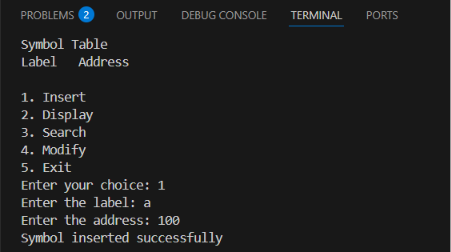 PROBLEMS 2 OUTPUT DEBUG CONSOLE TERMINAL PORTS
Symbol Table
Label   Address
1. Insert
2. Display
3. Search
4. Modify
5. Exit
Enter your choice: 1
Enter the label: a
Enter the address: 100
Symbol inserted successfully